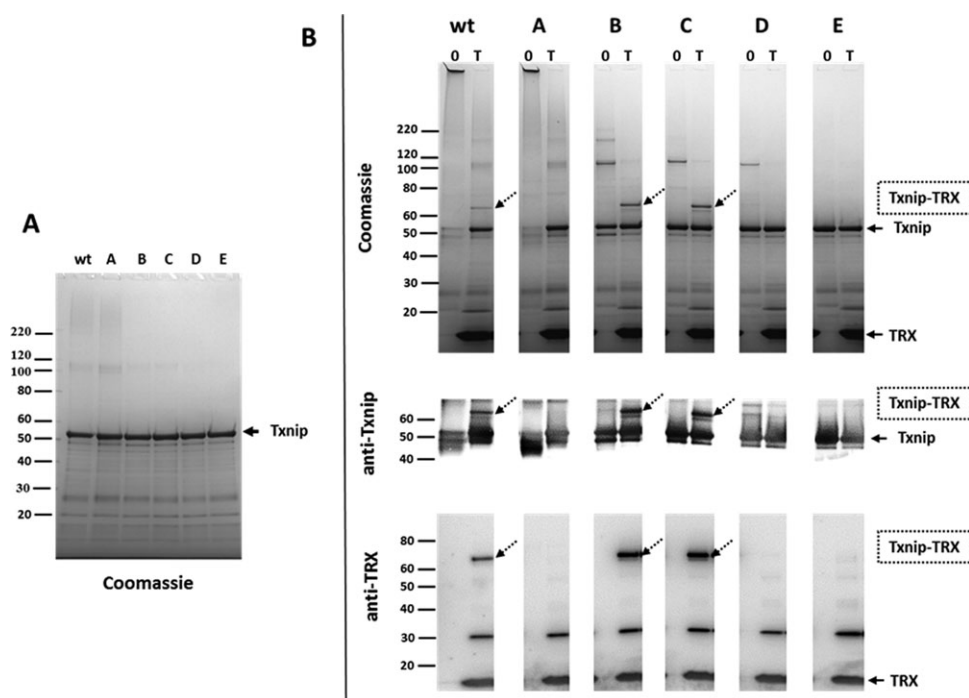 A
wt A B C D E
220
120
100
80
60
50
40
30
20
Txnip
Coomassie
B
wt A B C D E
0 T 0 T 0 T 0 T 0 T 0 T
Coomassie
220
120
100
80
60
50
40
30
20
Txnip-TRX
Txnip
TRX
anti-Txnip
60
50
40
Txnip-TRX
Txnip
anti-TRX
80
60
50
40
30
20
Txnip-TRX
TRX